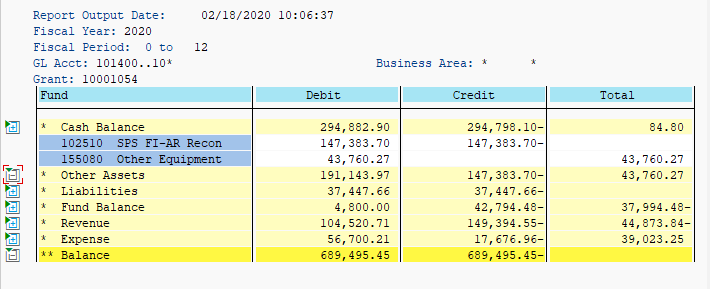 Report Output Date: 02/18/2020 10:06:37
Fiscal Year: 2020
Fiscal Period: 0 to 12
GL Acct: 101400..10* Business Area: * *
Grant: 10001054
Fund Debit Credit Total
* Cash Balance 294,882.90 294,798.10- 84.80
102510 SPS FI-AR Recon 147,383.70 147,383.70-
155080 Other Equipment 43,760.27 43,760.27
* Other Assets 191,143.97 147,383.70- 43,760.27
* Liabilities 37,447.66 37,447.66-
* Fund Balance 4,800.00 42,794.48- 37,994.48-
* Revenue 104,520.71 149,394.55- 44,873.84-
* Expense 56,700.21 17,676.96- 39,023.25
** Balance 689,495.45 689,495.45-